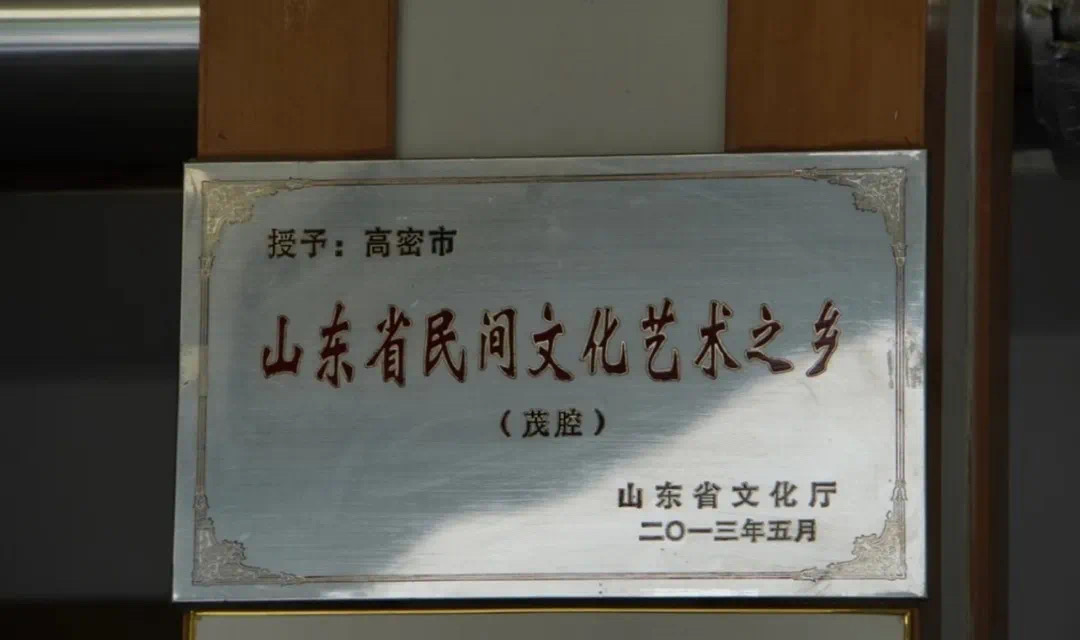 授予：高密市
山东省民间文化艺术之乡
（茂腔）
山东省文化厅
二〇一三年五月